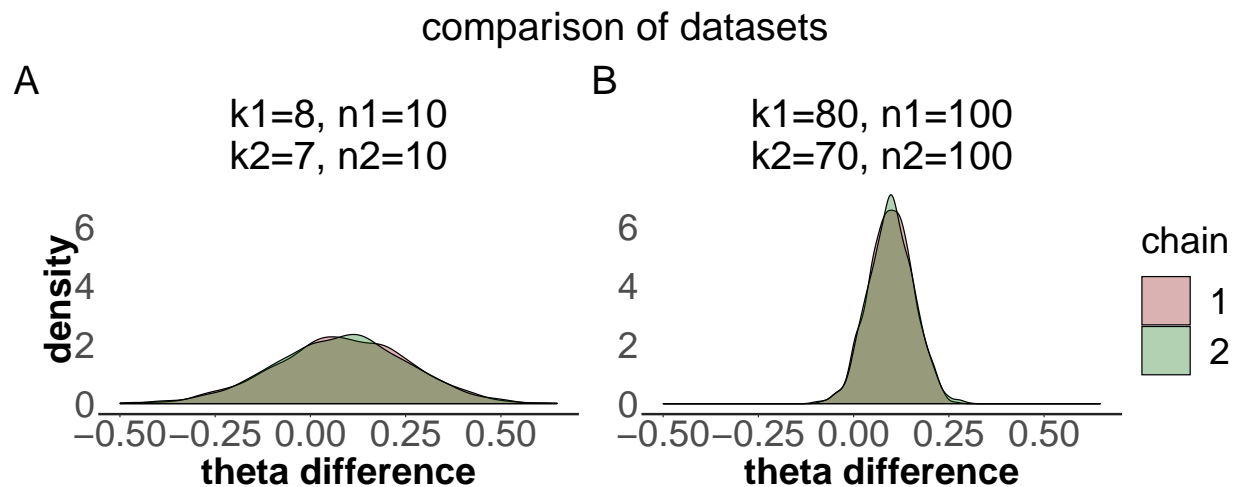 comparison of datasets
A
k1=8, n1=10
k2=7, n2=10
density
6
4
2
0
−0.50 −0.25 0.00 0.25 0.50
theta difference
B
k1=80, n1=100
k2=70, n2=100
6
4
2
0
−0.50 −0.25 0.00 0.25 0.50
theta difference
chain
1
2